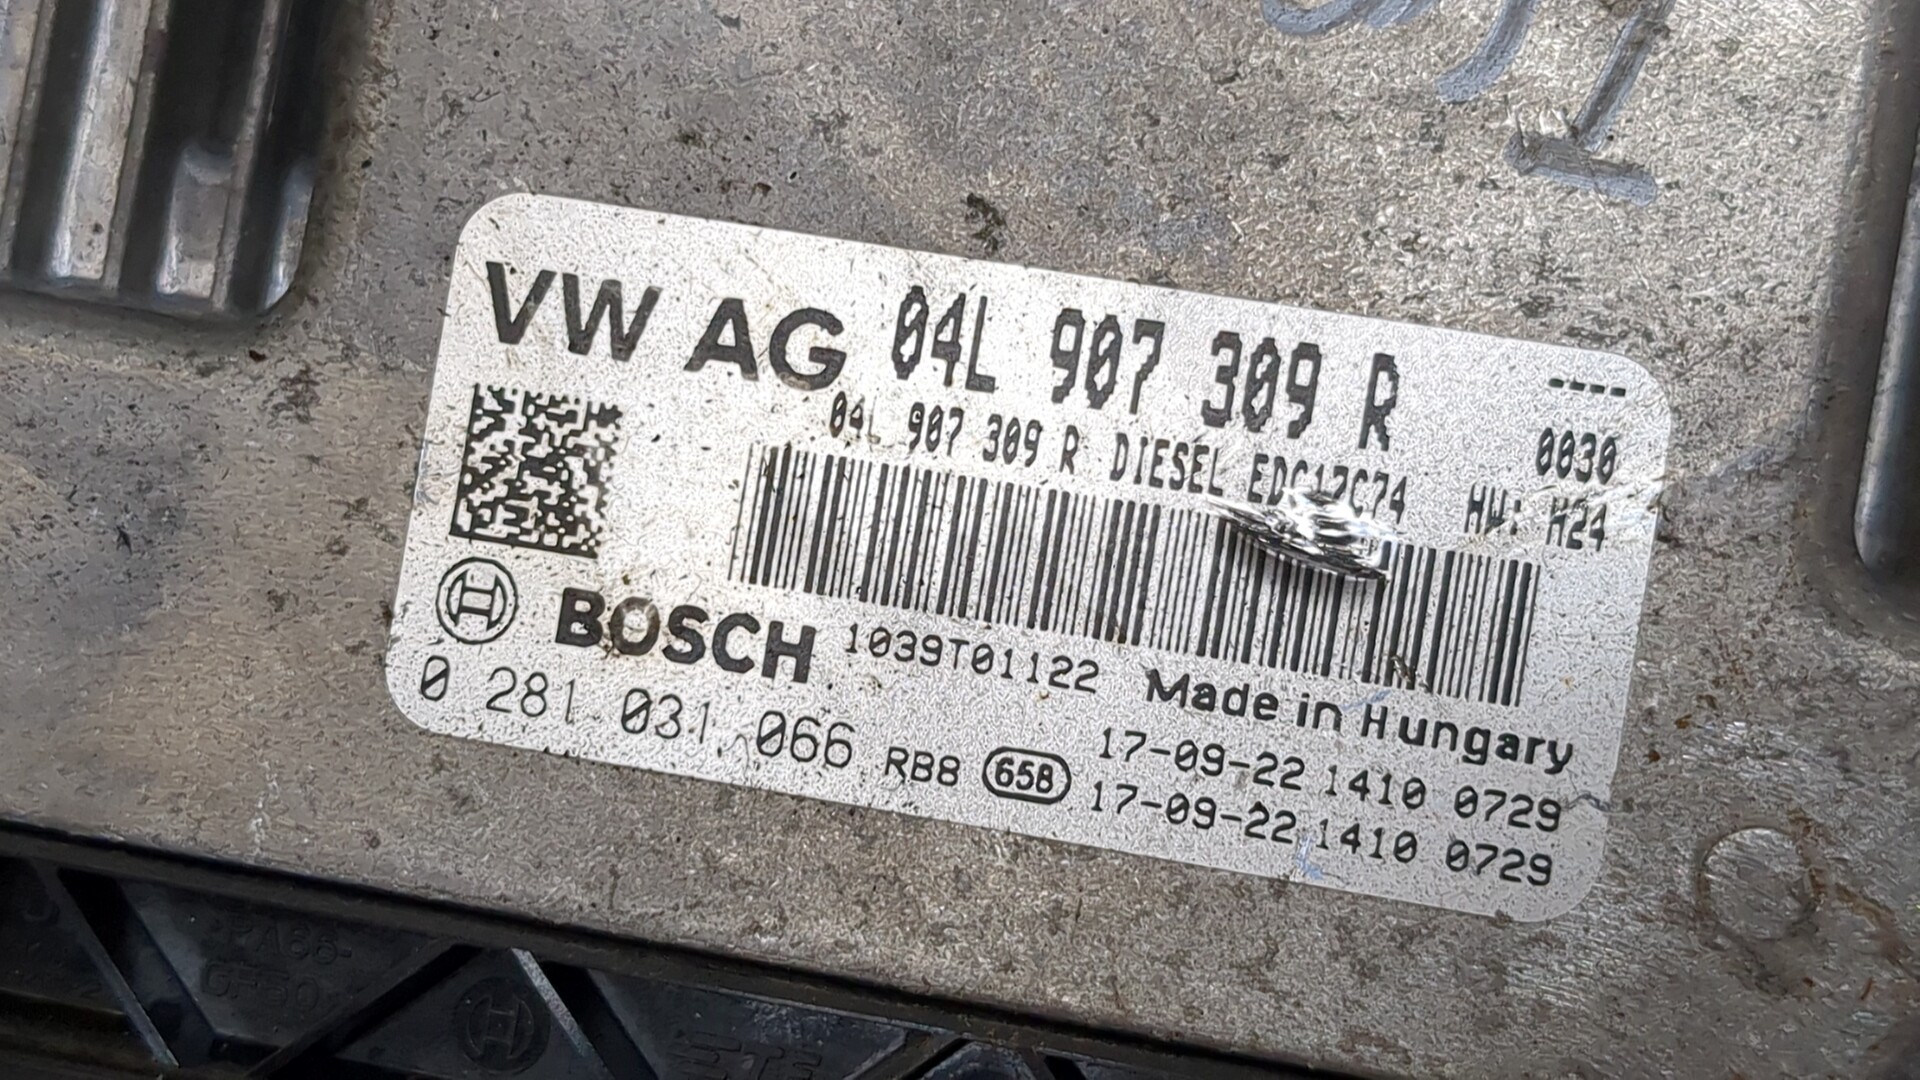 VW AG 04L 907 309 R ----
04L 907 309 R DIESEL EDC17C74 0030
HW: H24
BOSCH 1039T01122 Made in Hungary
0 281 031 066 RB8 658 17-09-22 1410 0729
17-09-22 1410 0729